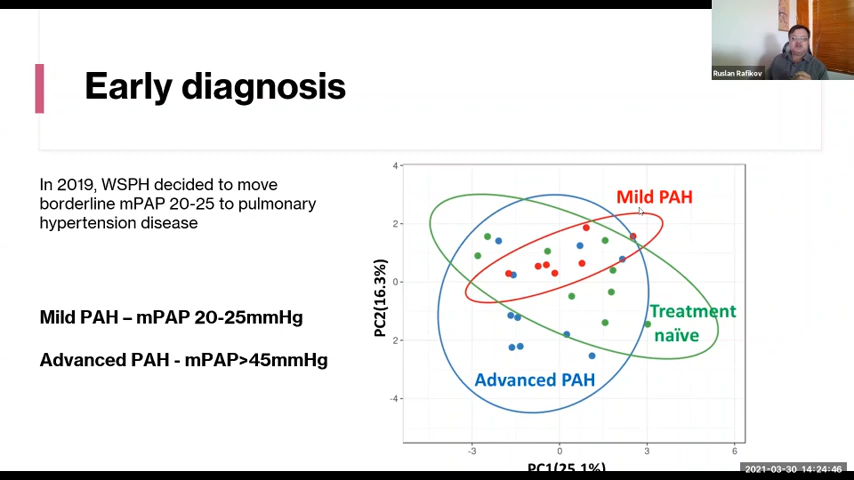 Ruslan Rafikov
Early diagnosis
In 2019, WSPH decided to move
borderline mPAP 20-25 to pulmonary
hypertension disease
Mild PAH – mPAP 20-25mmHg
Advanced PAH - mPAP>45mmHg
4
2
0
2
-4
PC2(16.3%)
Mild PAH
Treatment
naïve
Advanced PAH
-3
0
3
6
PC1(25.1%)
2021-03-30 14:24:46